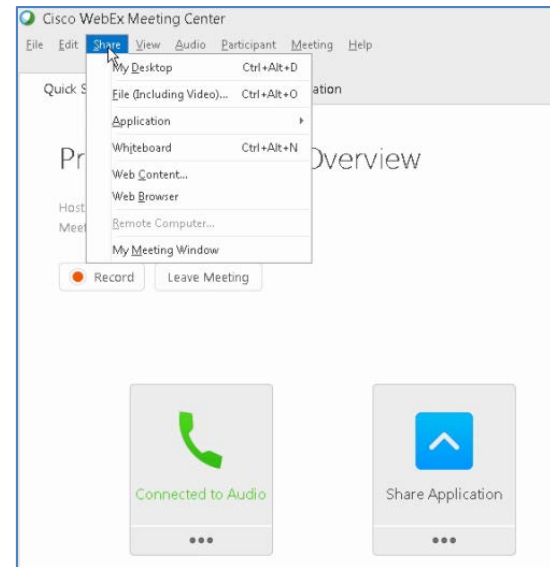 Cisco WebEx Meeting Center
File Edit Share View Audio Participant Meeting Help
My Desktop Ctrl+Alt+D
Quick S
File (Including Video)... Ctrl+Alt+O
ation
Application
Whiteboard Ctrl+Alt+N
Pr
Overview
Web Content...
Web Browser
Host
Remote Computer...
Meet
My Meeting Window
Record Leave Meeting
Connected to Audio
Share Application